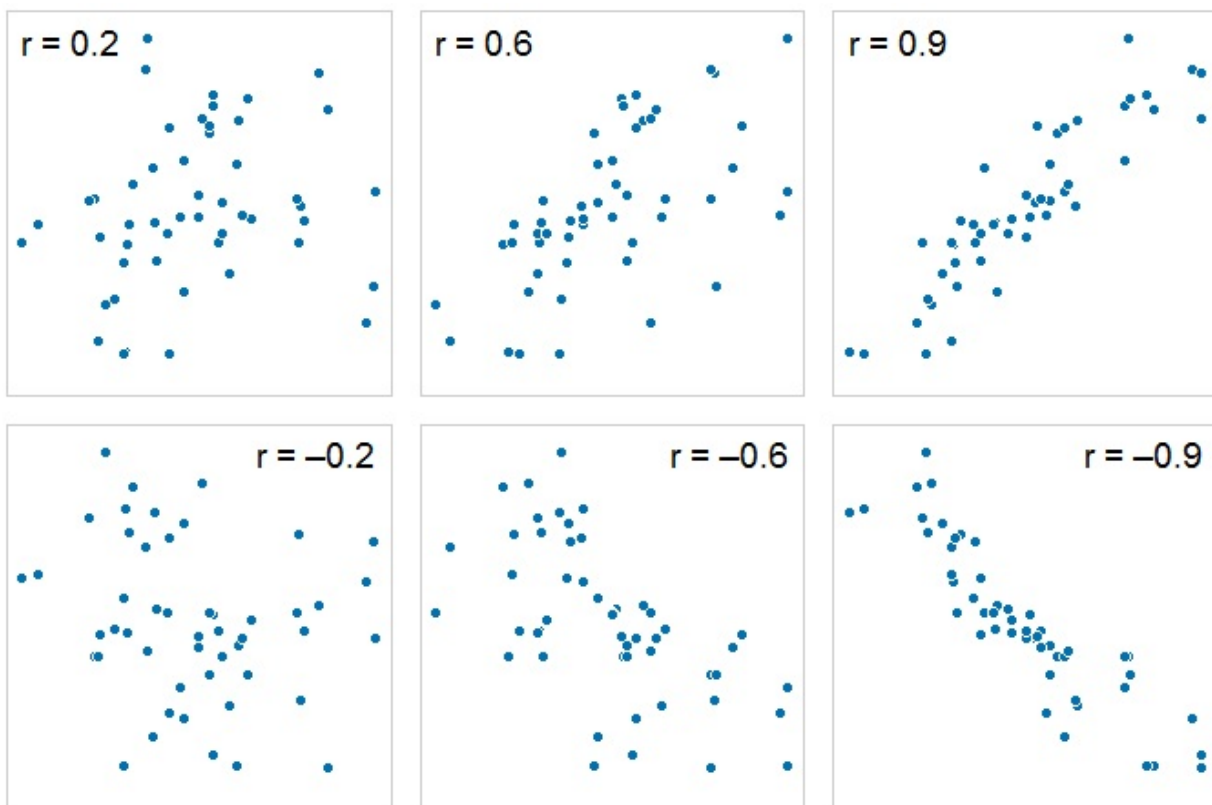 r = 0.2
r = 0.6
r = 0.9
r = –0.2
r = –0.6
r = –0.9